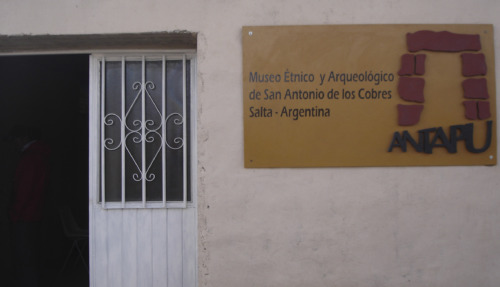 Museo Étnico y Arqueológico
de San Antonio de los Cobres
Salta - Argentina
ANTAPU